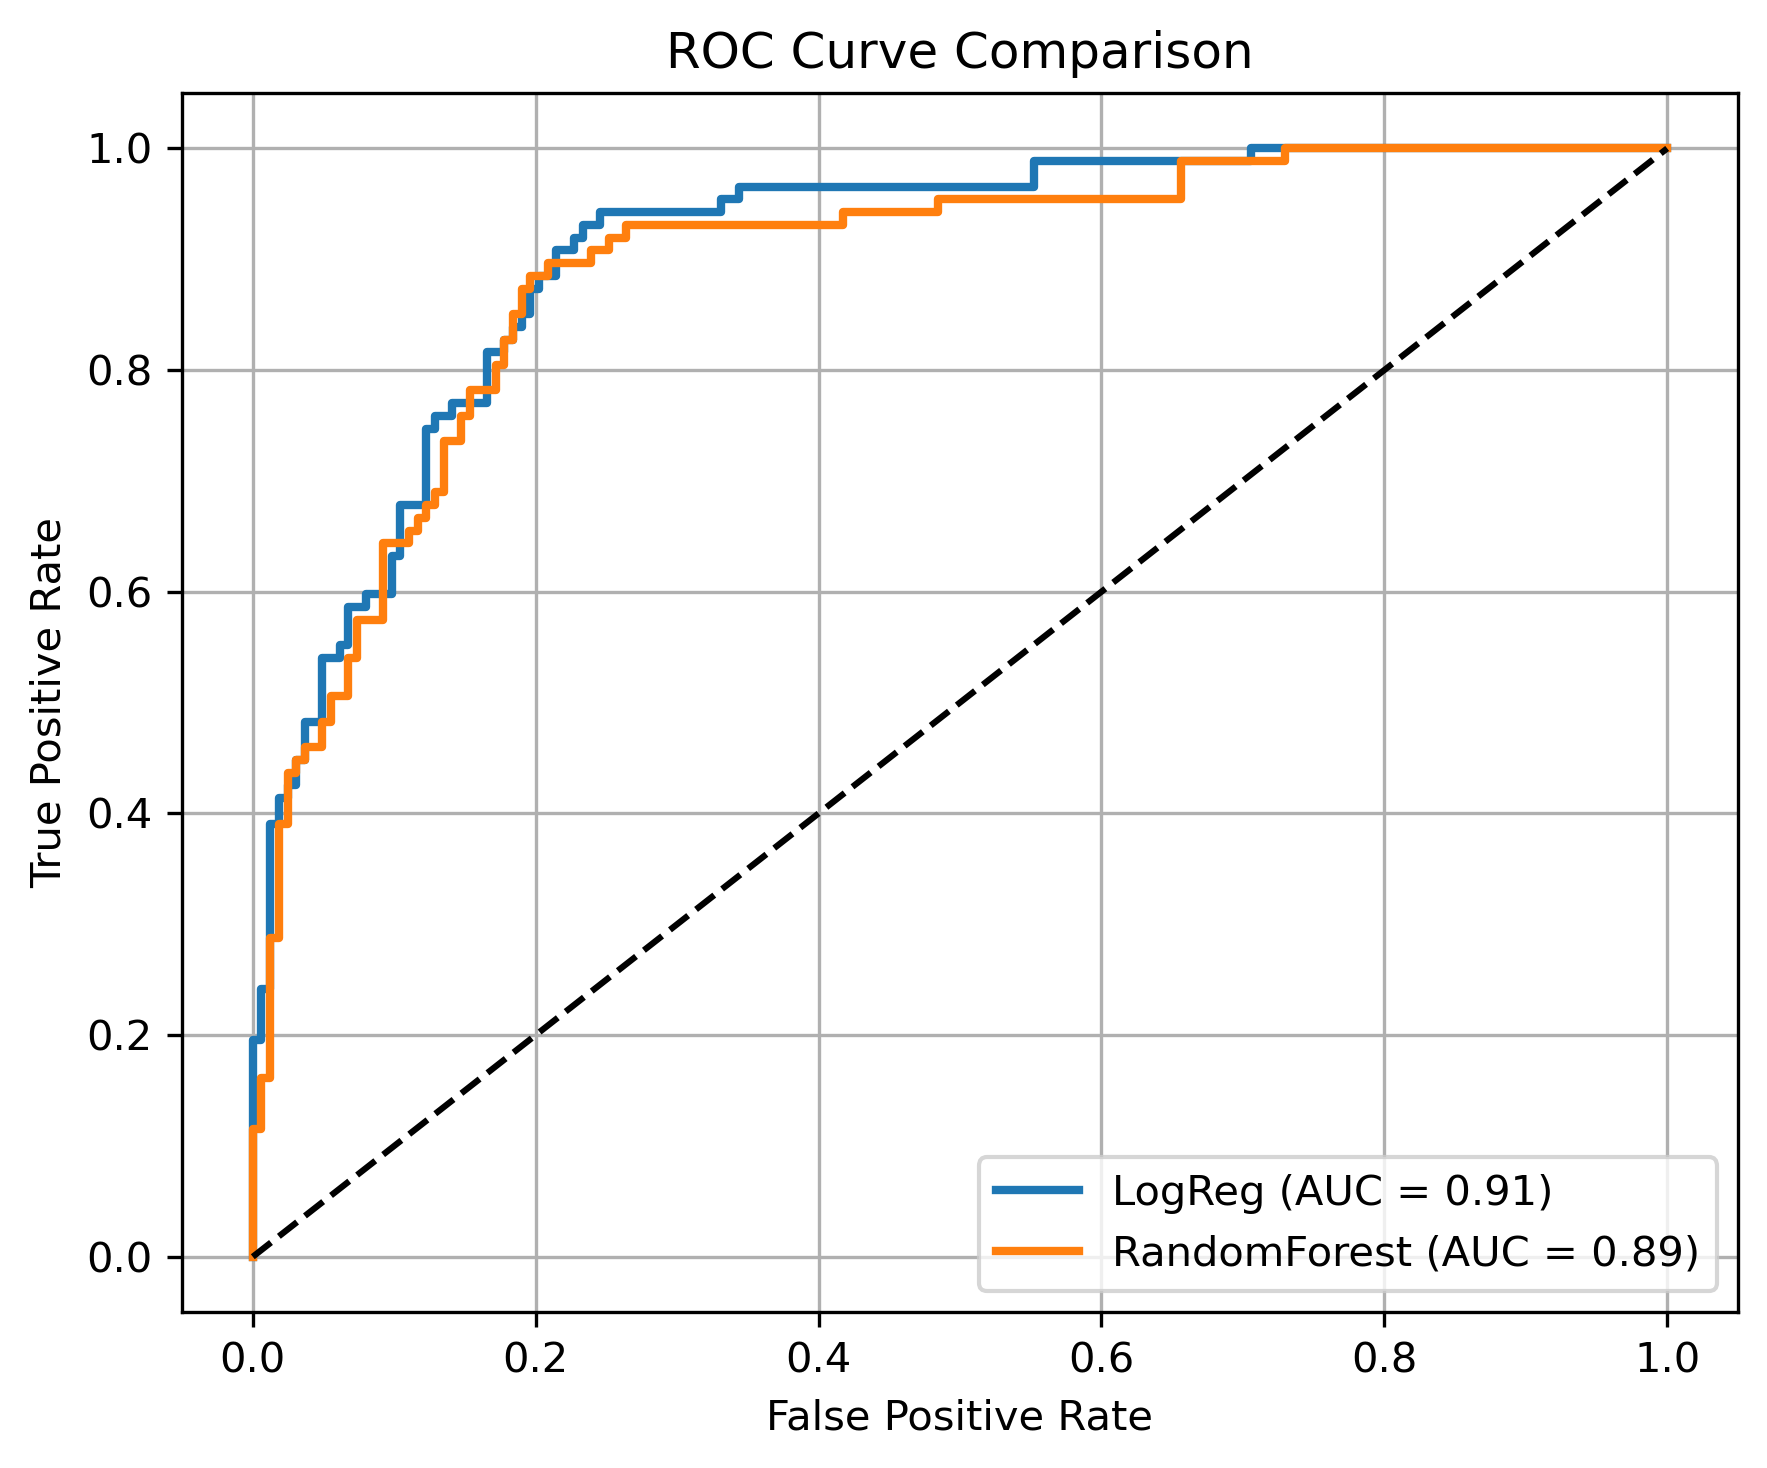 ROC Curve Comparison
1.0
0.8
0.6
0.4
0.2
0.0
True Positive Rate
0.0 0.2 0.4 0.6 0.8 1.0
False Positive Rate
LogReg (AUC = 0.91)
RandomForest (AUC = 0.89)